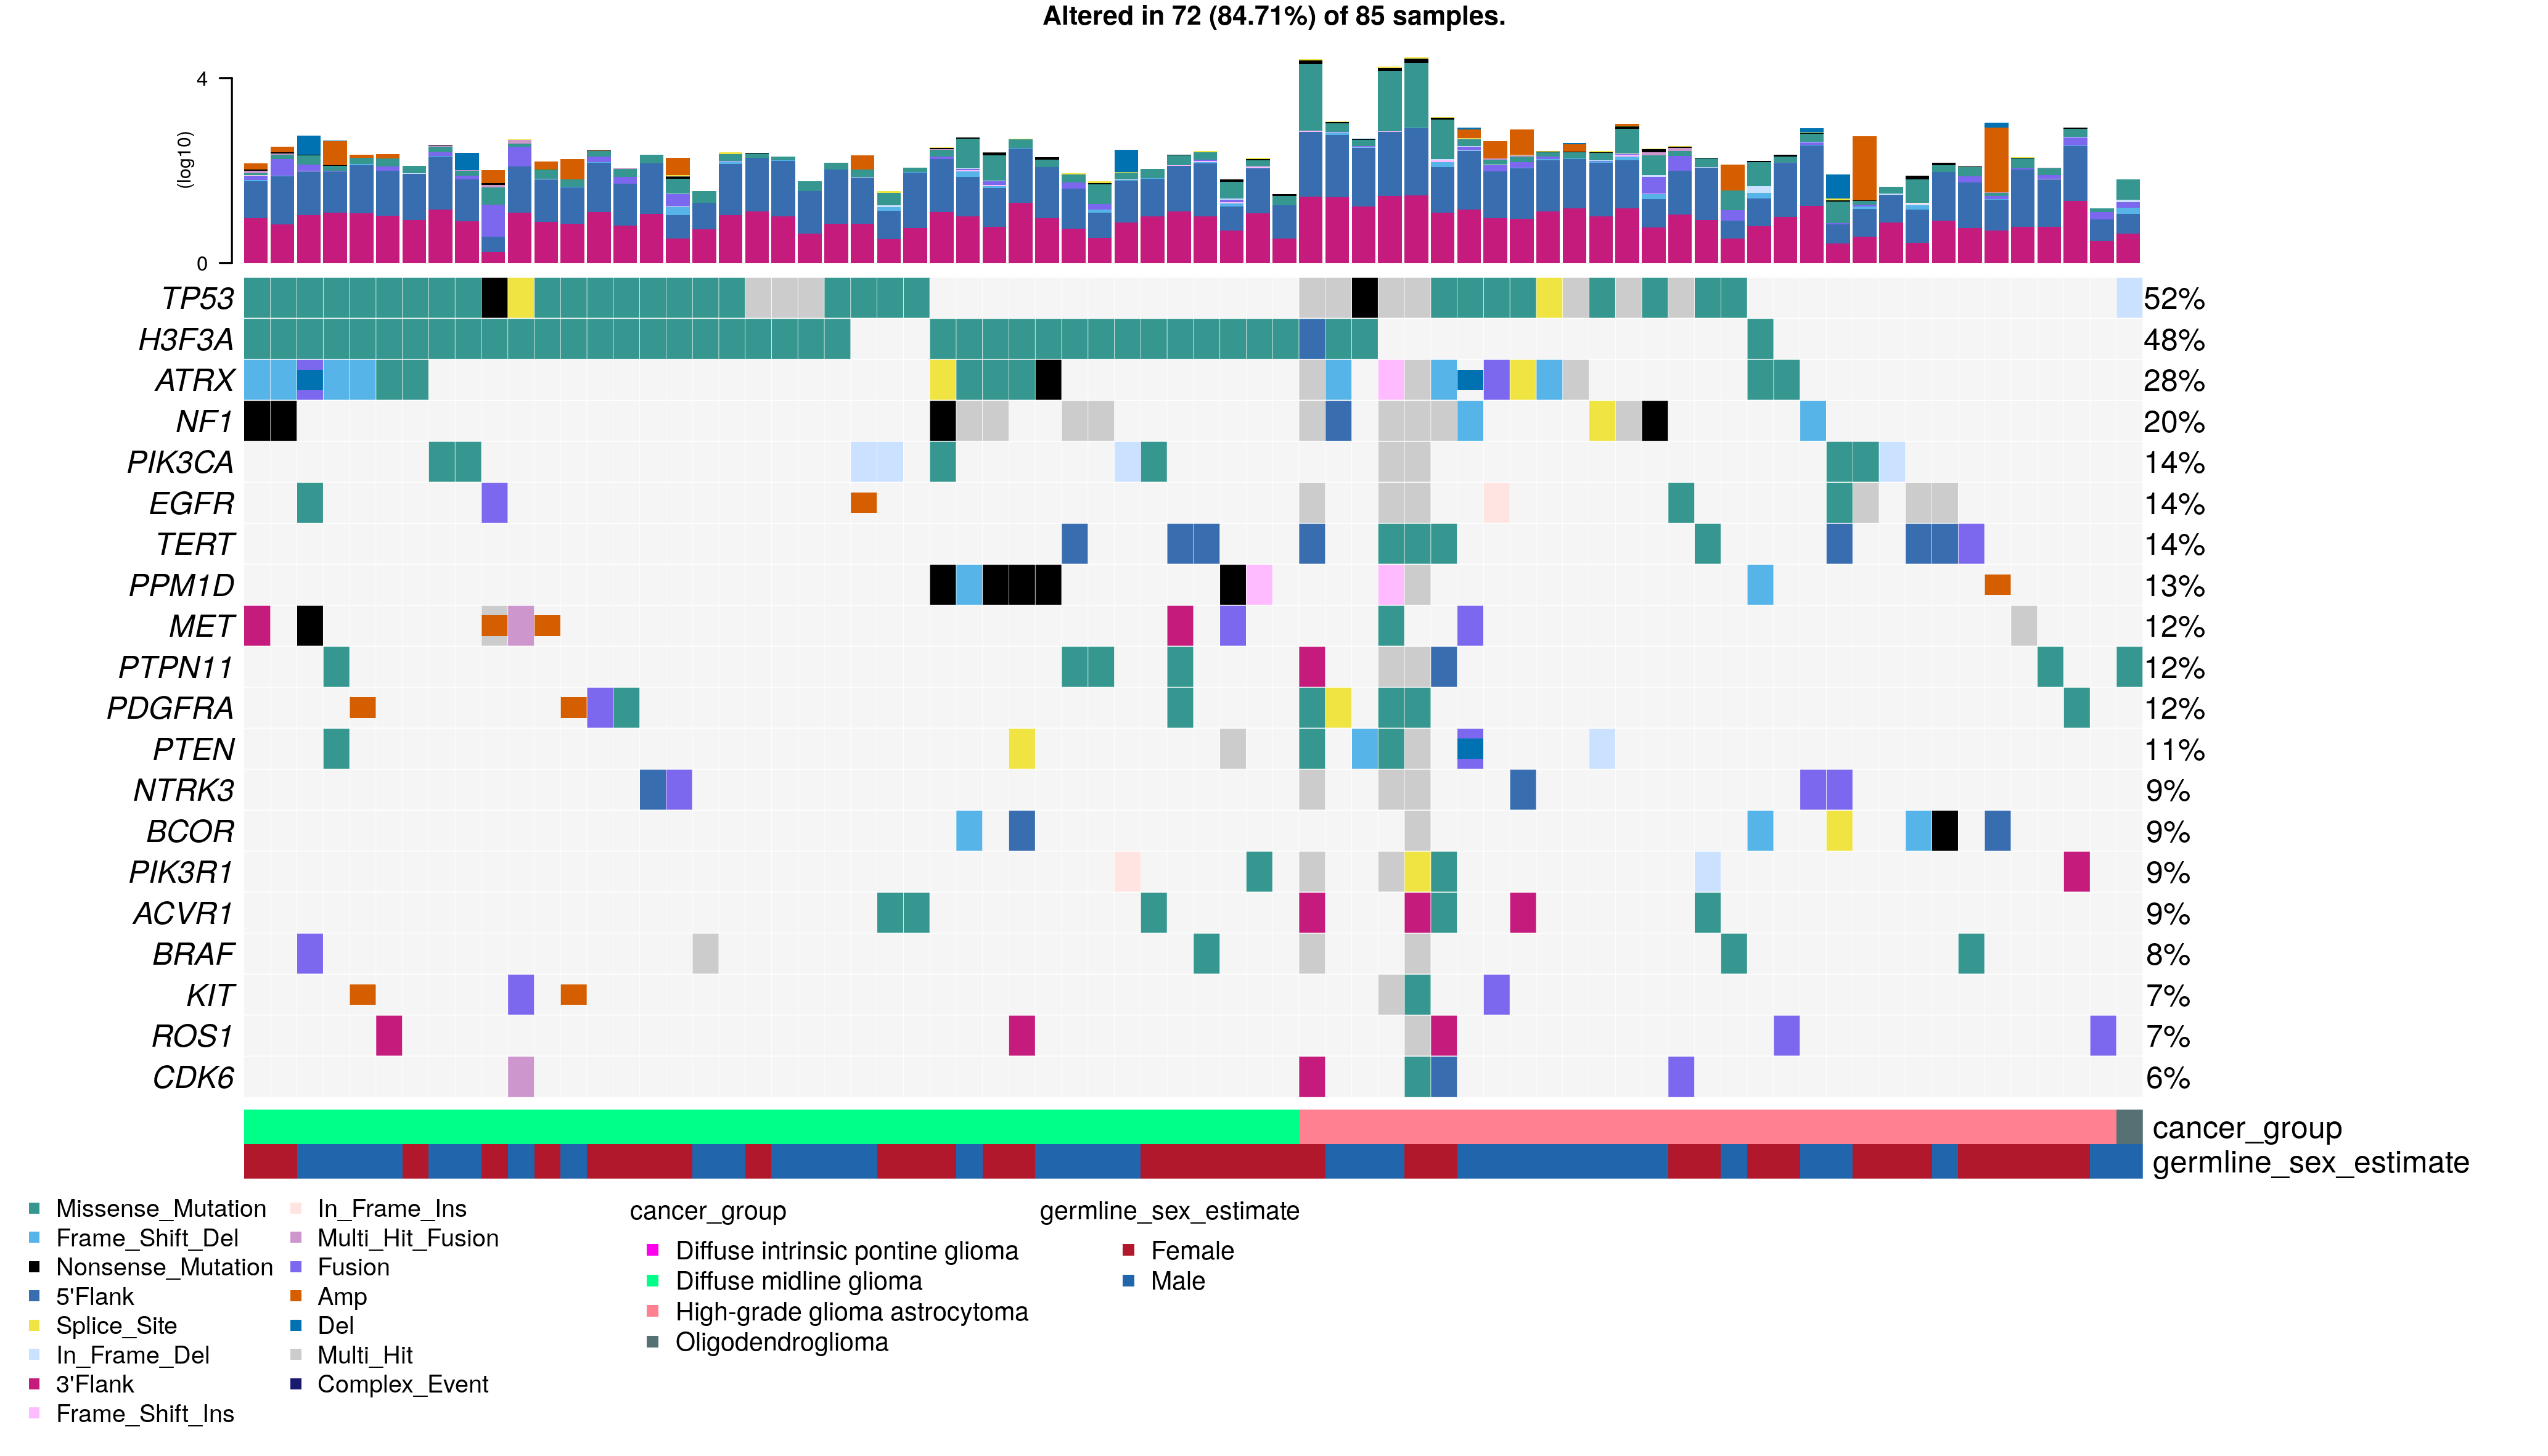 Altered in 72 (84.71%) of 85 samples.
4
(log10)
0
TP53 52%
H3F3A 48%
ATRX 28%
NF1 20%
PIK3CA 14%
EGFR 14%
TERT 14%
PPM1D 13%
MET 12%
PTPN11 12%
PDGFRA 12%
PTEN 11%
NTRK3 9%
BCOR 9%
PIK3R1 9%
ACVR1 9%
BRAF 8%
KIT 7%
ROS1 7%
CDK6 6%
cancer_group
germline_sex_estimate
Missense_Mutation
Frame_Shift_Del
Nonsense_Mutation
5'Flank
Splice_Site
In_Frame_Del
3'Flank
Frame_Shift_Ins
In_Frame_Ins
Multi_Hit_Fusion
Fusion
Amp
Del
Multi_Hit
Complex_Event
cancer_group
Diffuse intrinsic pontine glioma
Diffuse midline glioma
High-grade glioma astrocytoma
Oligodendroglioma
germline_sex_estimate
Female
Male